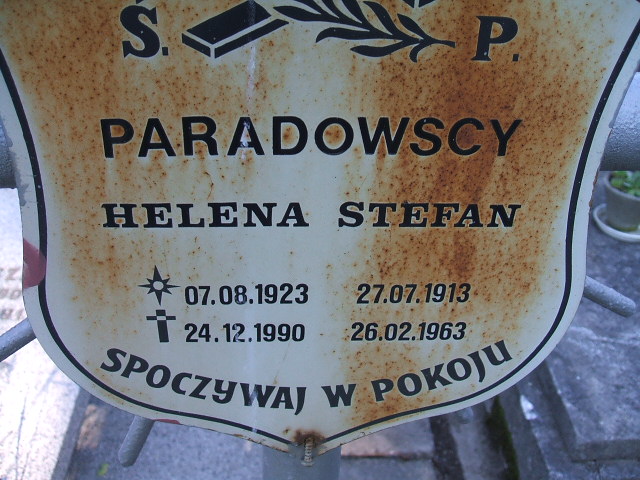 Ś. P.
PARADOWSCY
HELENA STEFAN
07.08.1923 27.07.1913
24.12.1990 26.02.1963
SPOCZYWAJ W POKOJU